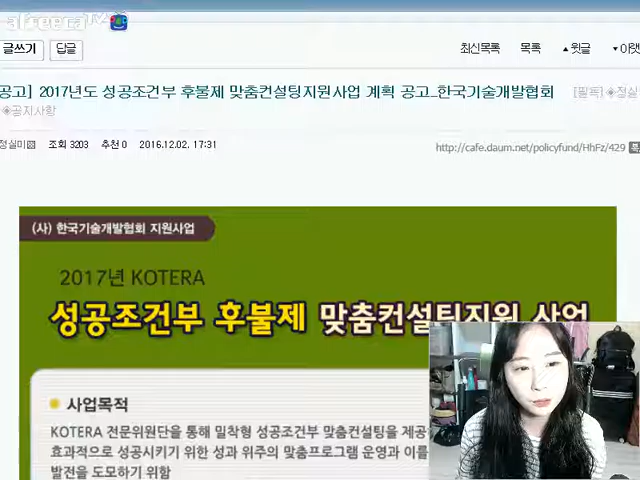 afreecaTV
글쓰기 답글 최신목록 목록 ▲윗글 ▼아랫
공고] 2017년도 성공조건부 후불제 맞춤컨설팅지원사업 계획 공고_한국기술개발협회 [필독]◈정실
◈공지사항
정실미 조회 3203 추천 0 2016.12.02. 17:31 http://cafe.daum.net/policyfund/HhFz/429
(사) 한국기술개발협회 지원사업
2017년 KOTERA
성공조건부 후불제 맞춤컨설팅지원 사업
사업목적
KOTERA 전문위원단을 통해 밀착형 성공조건부 맞춤컨설팅을 제공
효과적으로 성공시키기 위한 성과 위주의 맞춤프로그램 운영과 이를
발전을 도모하기 위함